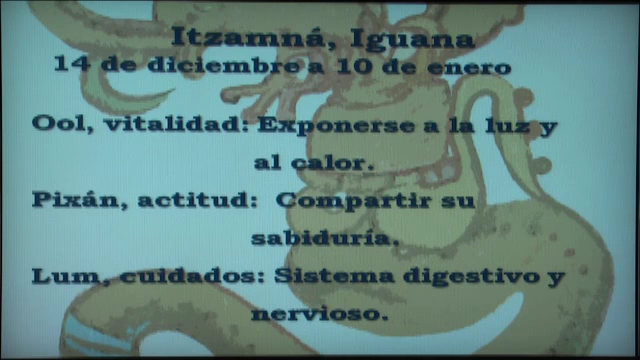 Itzamná, Iguana
14 de diciembre a 10 de enero
Ool, vitalidad: Exponerse a la luz y
al calor.
Pixán, actitud: Compartir su
sabiduría.
Lum, cuidados: Sistema digestivo y
nervioso.